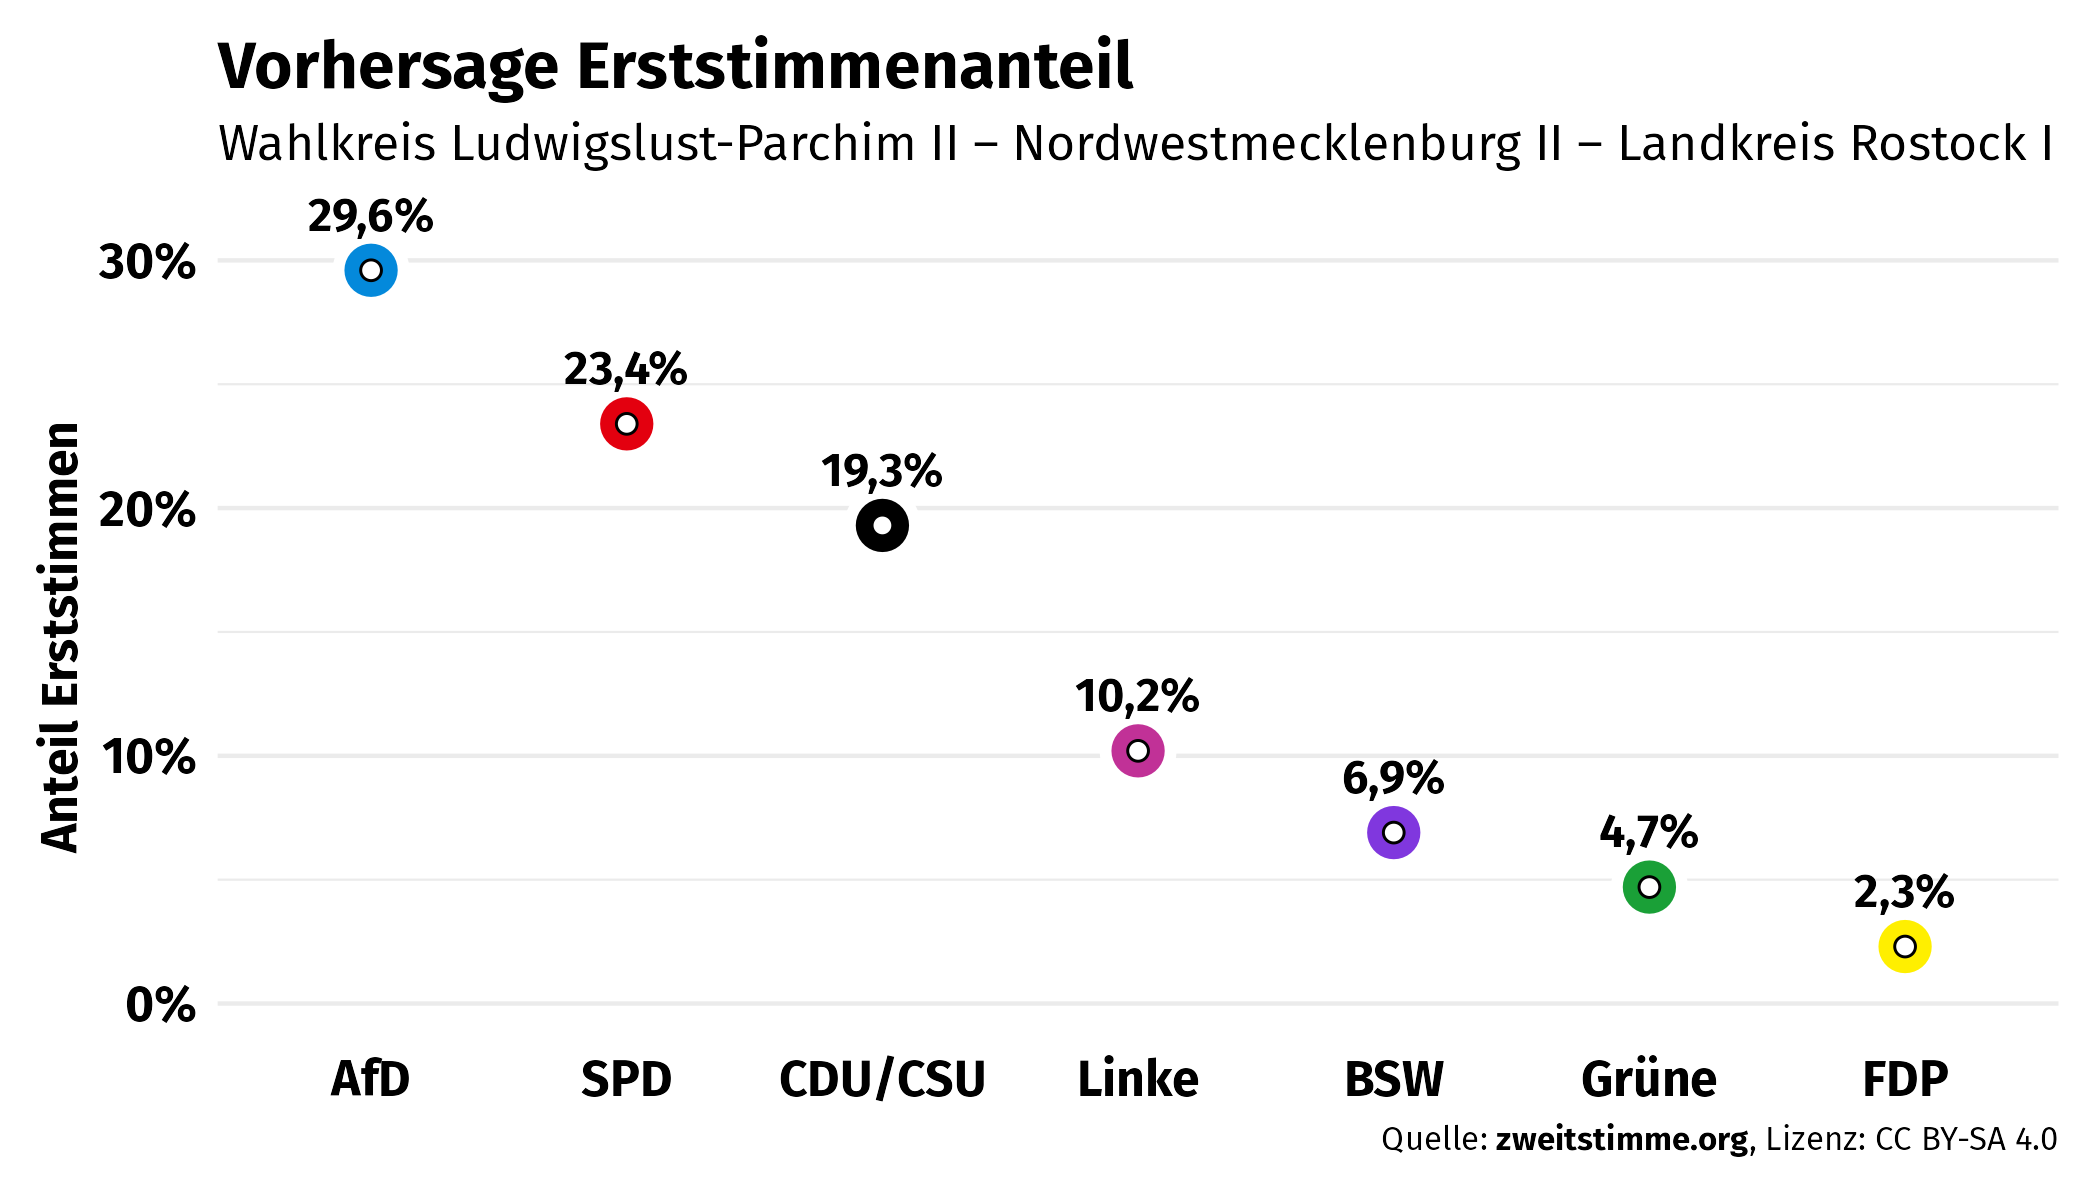 Vorhersage Erststimmenanteil
Wahlkreis Ludwigslust-Parchim II – Nordwestmecklenburg II – Landkreis Rostock I
Anteil Erststimmen
30%
20%
10%
0%
29,6%
23,4%
19,3%
10,2%
6,9%
4,7%
2,3%
AfD SPD CDU/CSU Linke BSW Grüne FDP
Quelle: zweitstimme.org, Lizenz: CC BY-SA 4.0